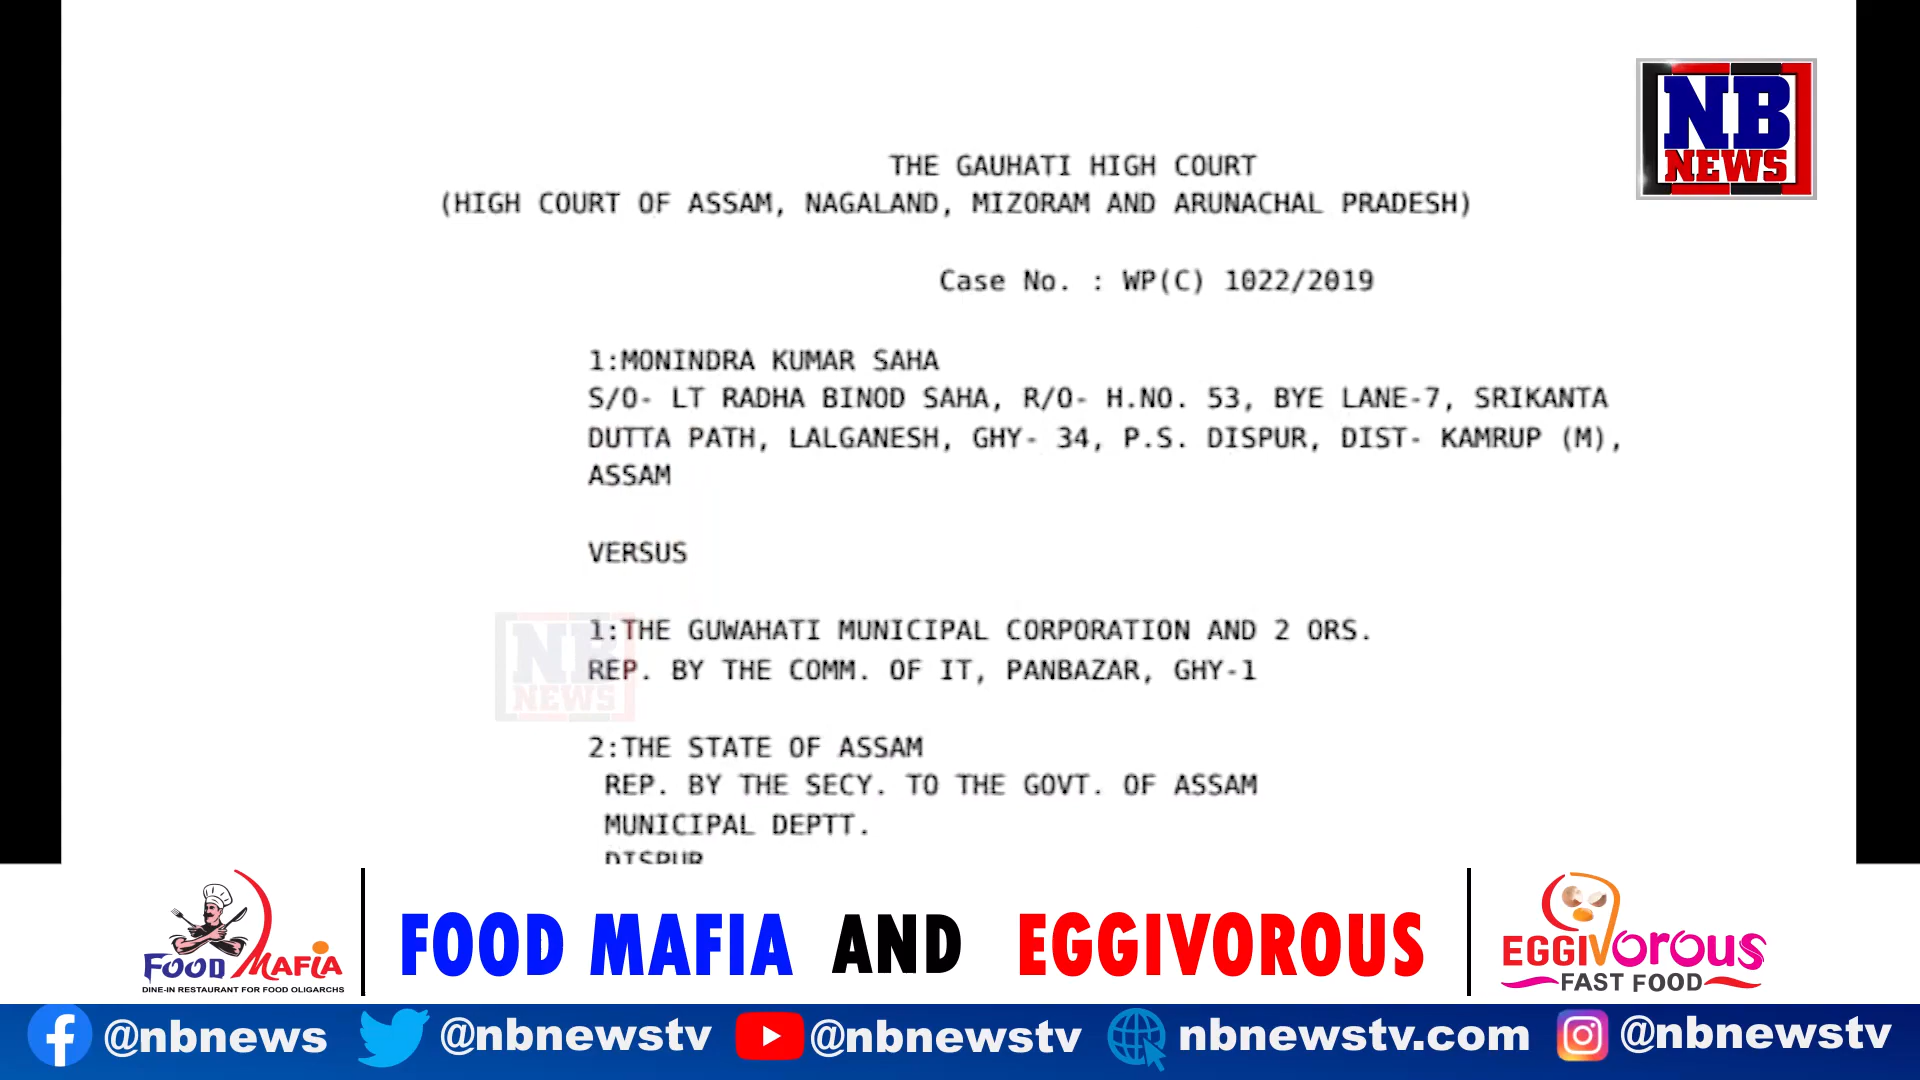 NB
NEWS
THE GAUHATI HIGH COURT
(HIGH COURT OF ASSAM, NAGALAND, MIZORAM AND ARUNACHAL PRADESH)
Case No. : WP(C) 1022/2019
1:MONINDRA KUMAR SAHA
S/O- LT RADHA BINOD SAHA, R/O- H.NO. 53, BYE LANE-7, SRIKANTA
DUTTA PATH, LALGANESH, GHY- 34, P.S. DISPUR, DIST- KAMRUP (M),
ASSAM
VERSUS
1:THE GUWAHATI MUNICIPAL CORPORATION AND 2 ORS.
REP. BY THE COMM. OF IT, PANBAZAR, GHY-1
NB
NEWS
2:THE STATE OF ASSAM
REP. BY THE SECY. TO THE GOVT. OF ASSAM
MUNICIPAL DEPTT.
DISPUR
FOOD MAFIA
DINE-IN RESTAURANT FOR FOOD OLIGARCHS
FOOD MAFIA AND EGGIVOROUS
EGGIVOROUS
FAST FOOD
@nbnews @nbnewstv @nbnewstv nbnewstv.com @nbnewstv